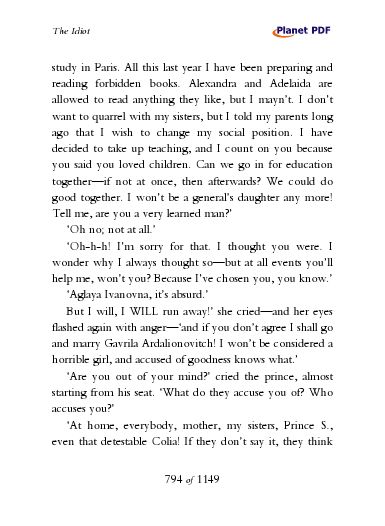 The Idiot
Planet PDF
study in Paris. All this last year I have been preparing and
reading forbidden books. Alexandra and Adelaida are
allowed to read anything they like, but I mayn't. I don't
want to quarrel with my sisters, but I told my parents long
ago that I wish to change my social position. I have
decided to take up teaching, and I count on you because
you said you loved children. Can we go in for education
together—if not at once, then afterwards? We could do
good together. I won't be a general's daughter any more!
Tell me, are you a very learned man?'
'Oh no; not at all.'
'Oh-h-h! I'm sorry for that. I thought you were. I
wonder why I always thought so—but at all events you'll
help me, won't you? Because I've chosen you, you know.'
'Aglaya Ivanovna, it's absurd.'
But I will, I WILL run away!' she cried—and her eyes
flashed again with anger—'and if you don't agree I shall go
and marry Gavrila Ardalionovitch! I won't be considered a
horrible girl, and accused of goodness knows what.'
'Are you out of your mind?' cried the prince, almost
starting from his seat. 'What do they accuse you of? Who
accuses you?'
'At home, everybody, mother, my sisters, Prince S.,
even that detestable Colia! If they don't say it, they think
794 of 1149